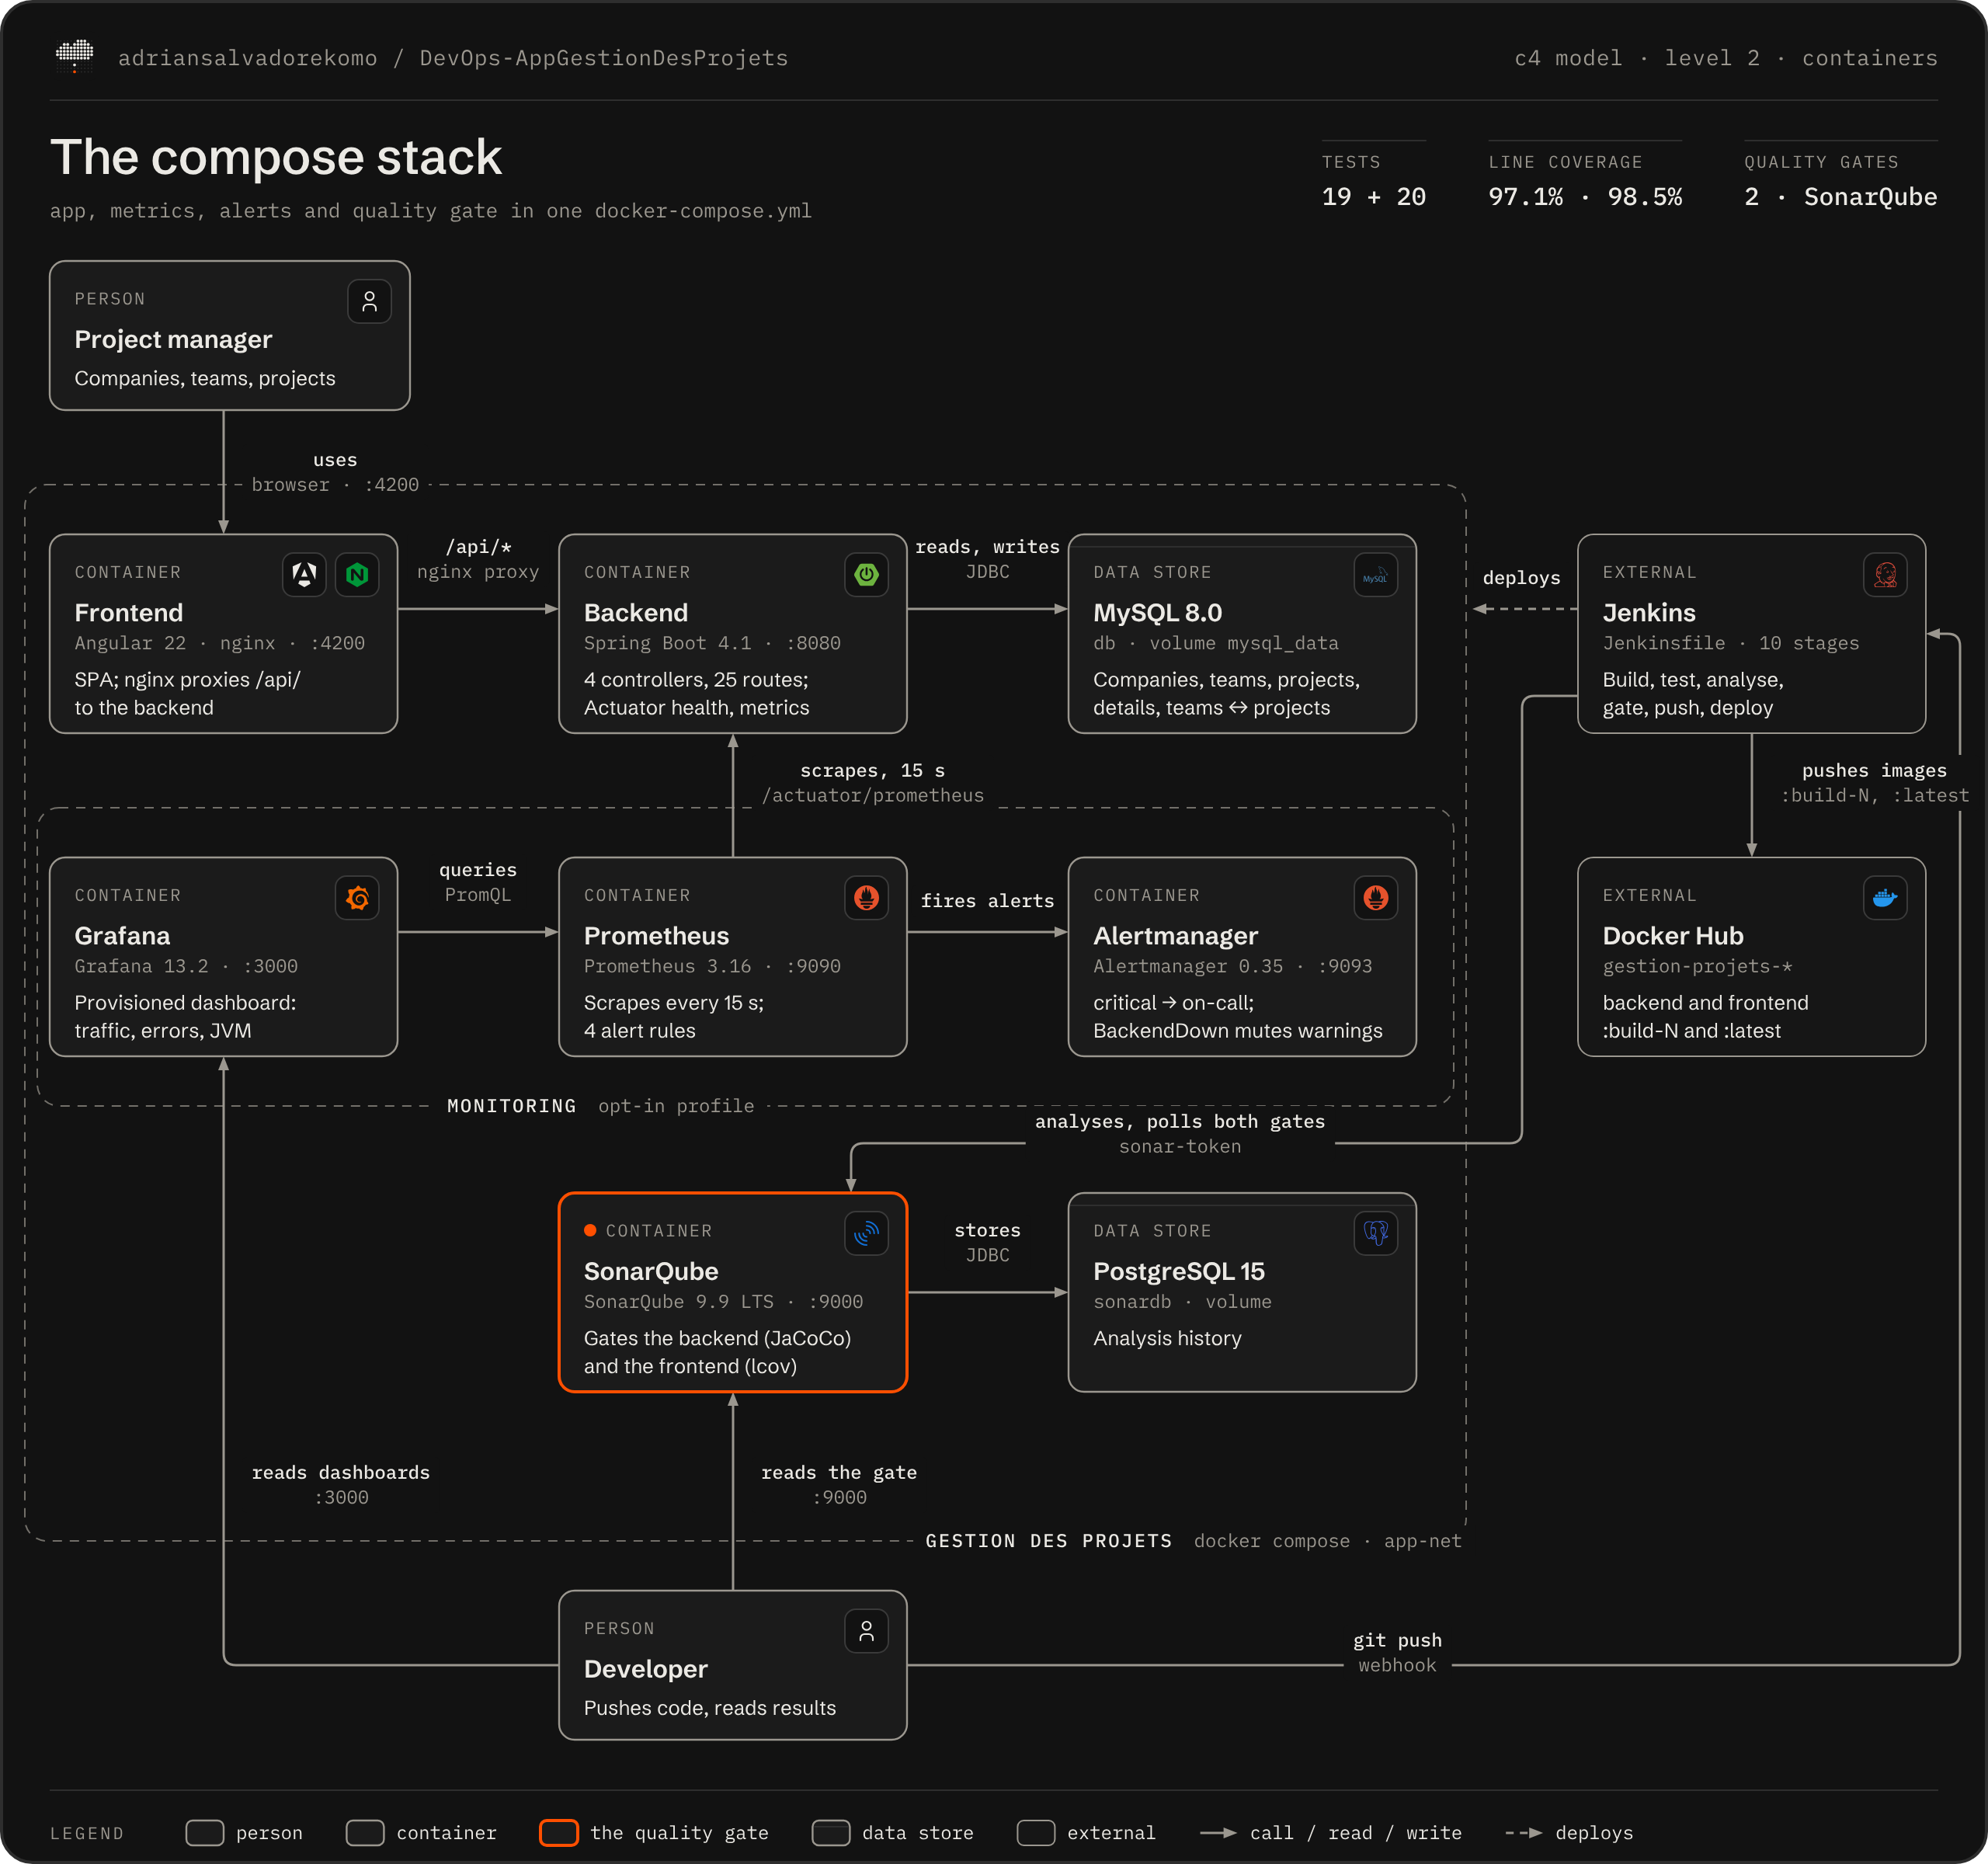 adriansalvadorekomo / DevOps-AppGestionDesProjets
c4 model · level 2 · containers
The compose stack
app, metrics, alerts and quality gate in one docker-compose.yml
TESTS
19 + 20
LINE COVERAGE
97.1% · 98.5%
QUALITY GATES
2 · SonarQube
PERSON
Project manager
Companies, teams, projects
uses
browser · :4200
CONTAINER
Frontend
Angular 22 · nginx · :4200
SPA; nginx proxies /api/
to the backend
/api/*
nginx proxy
CONTAINER
Backend
Spring Boot 4.1 · :8080
4 controllers, 25 routes;
Actuator health, metrics
reads, writes
JDBC
DATA STORE
MySQL
MySQL 8.0
db · volume mysql_data
Companies, teams, projects,
details, teams ↔ projects
deploys
EXTERNAL
Jenkins
Jenkinsfile · 10 stages
Build, test, analyse,
gate, push, deploy
scrapes, 15 s
/actuator/prometheus
pushes images
:build-N, :latest
CONTAINER
Grafana
Grafana 13.2 · :3000
Provisioned dashboard:
traffic, errors, JVM
queries
PromQL
CONTAINER
Prometheus
Prometheus 3.16 · :9090
Scrapes every 15 s;
4 alert rules
fires alerts
CONTAINER
Alertmanager
Alertmanager 0.35 · :9093
critical → on-call;
BackendDown mutes warnings
EXTERNAL
Docker Hub
gestion-projets-*
backend and frontend
:build-N and :latest
MONITORING opt-in profile
analyses, polls both gates
sonar-token
CONTAINER
SonarQube
SonarQube 9.9 LTS · :9000
Gates the backend (JaCoCo)
and the frontend (lcov)
stores
JDBC
DATA STORE
PostgreSQL 15
sonardb · volume
Analysis history
reads dashboards
:3000
reads the gate
:9000
GESTION DES PROJETS docker compose · app-net
PERSON
Developer
Pushes code, reads results
git push
webhook
LEGEND
person
container
the quality gate
data store
external
call / read / write
deploys